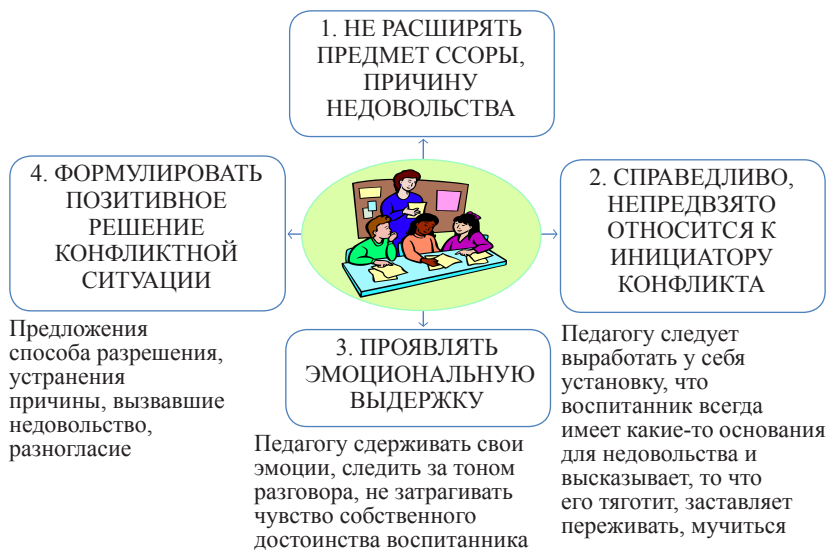 1. НЕ РАСШИРЯТЬ
ПРЕДМЕТ ССОРЫ,
ПРИЧИНУ
НЕДОВОЛЬСТВА
2. СПРАВЕДЛИВО,
НЕПРЕДВЗЯТО
ОТНОСИТСЯ К
ИНИЦИАТОРУ
КОНФЛИКТА
Педагогу следует
выработать у себя
установку, что
воспитанник всегда
имеет какие-то основания
для недовольства и
высказывает, то что
его тяготит, заставляет
переживать, мучиться
3. ПРОЯВЛЯТЬ
ЭМОЦИОНАЛЬНУЮ
ВЫДЕРЖКУ
Педагогу сдерживать свои
эмоции, следить за тоном
разговора, не затрагивать
чувство собственного
достоинства воспитанника
4. ФОРМУЛИРОВАТЬ
ПОЗИТИВНОЕ
РЕШЕНИЕ
КОНФЛИКТНОЙ
СИТУАЦИИ
Предложения
способа разрешения,
устранения
причины, вызвавшие
недовольство,
разногласие